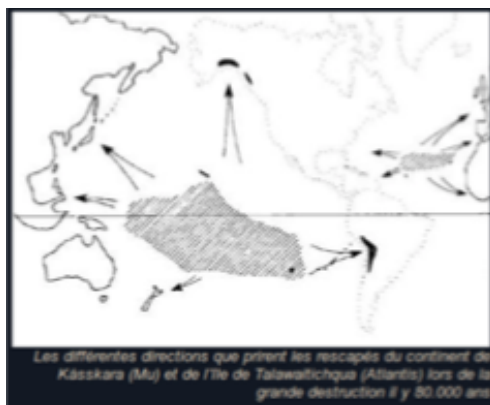 Les différentes directions que prirent les rescapés du continent de
Kásskara (Mu) et de l'île de Talawaitichqua (Atlantis) lors de la
grande destruction il y 80.000 ans